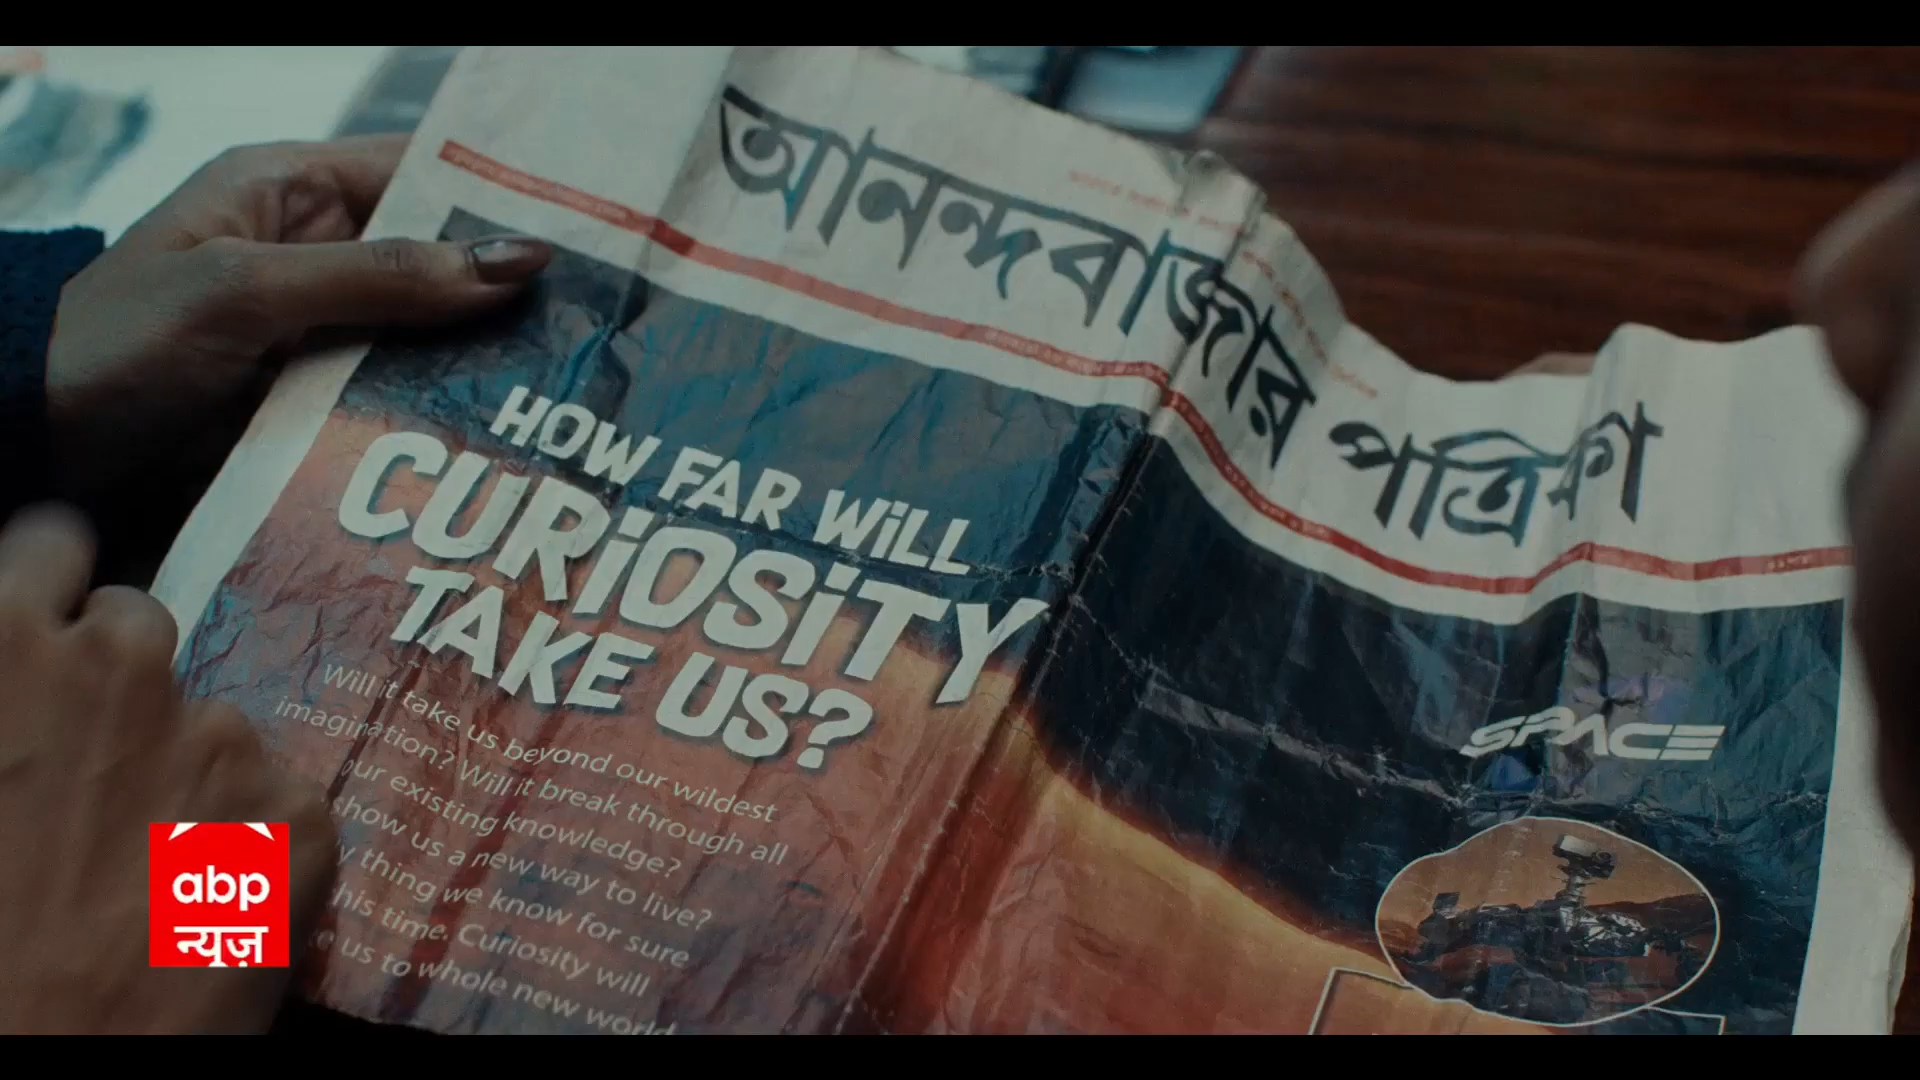 আনন্দবাজার পত্রিকা
HOW FAR WiLL
CURiOSiTY
TAKE US?
Will it take us beyond our wildest
imagination? Will it break through all
our existing knowledge?
show us a new way to live?
thing we know for sure
this time. Curiosity will
us to whole new world
SPACE
abp
न्यूज़